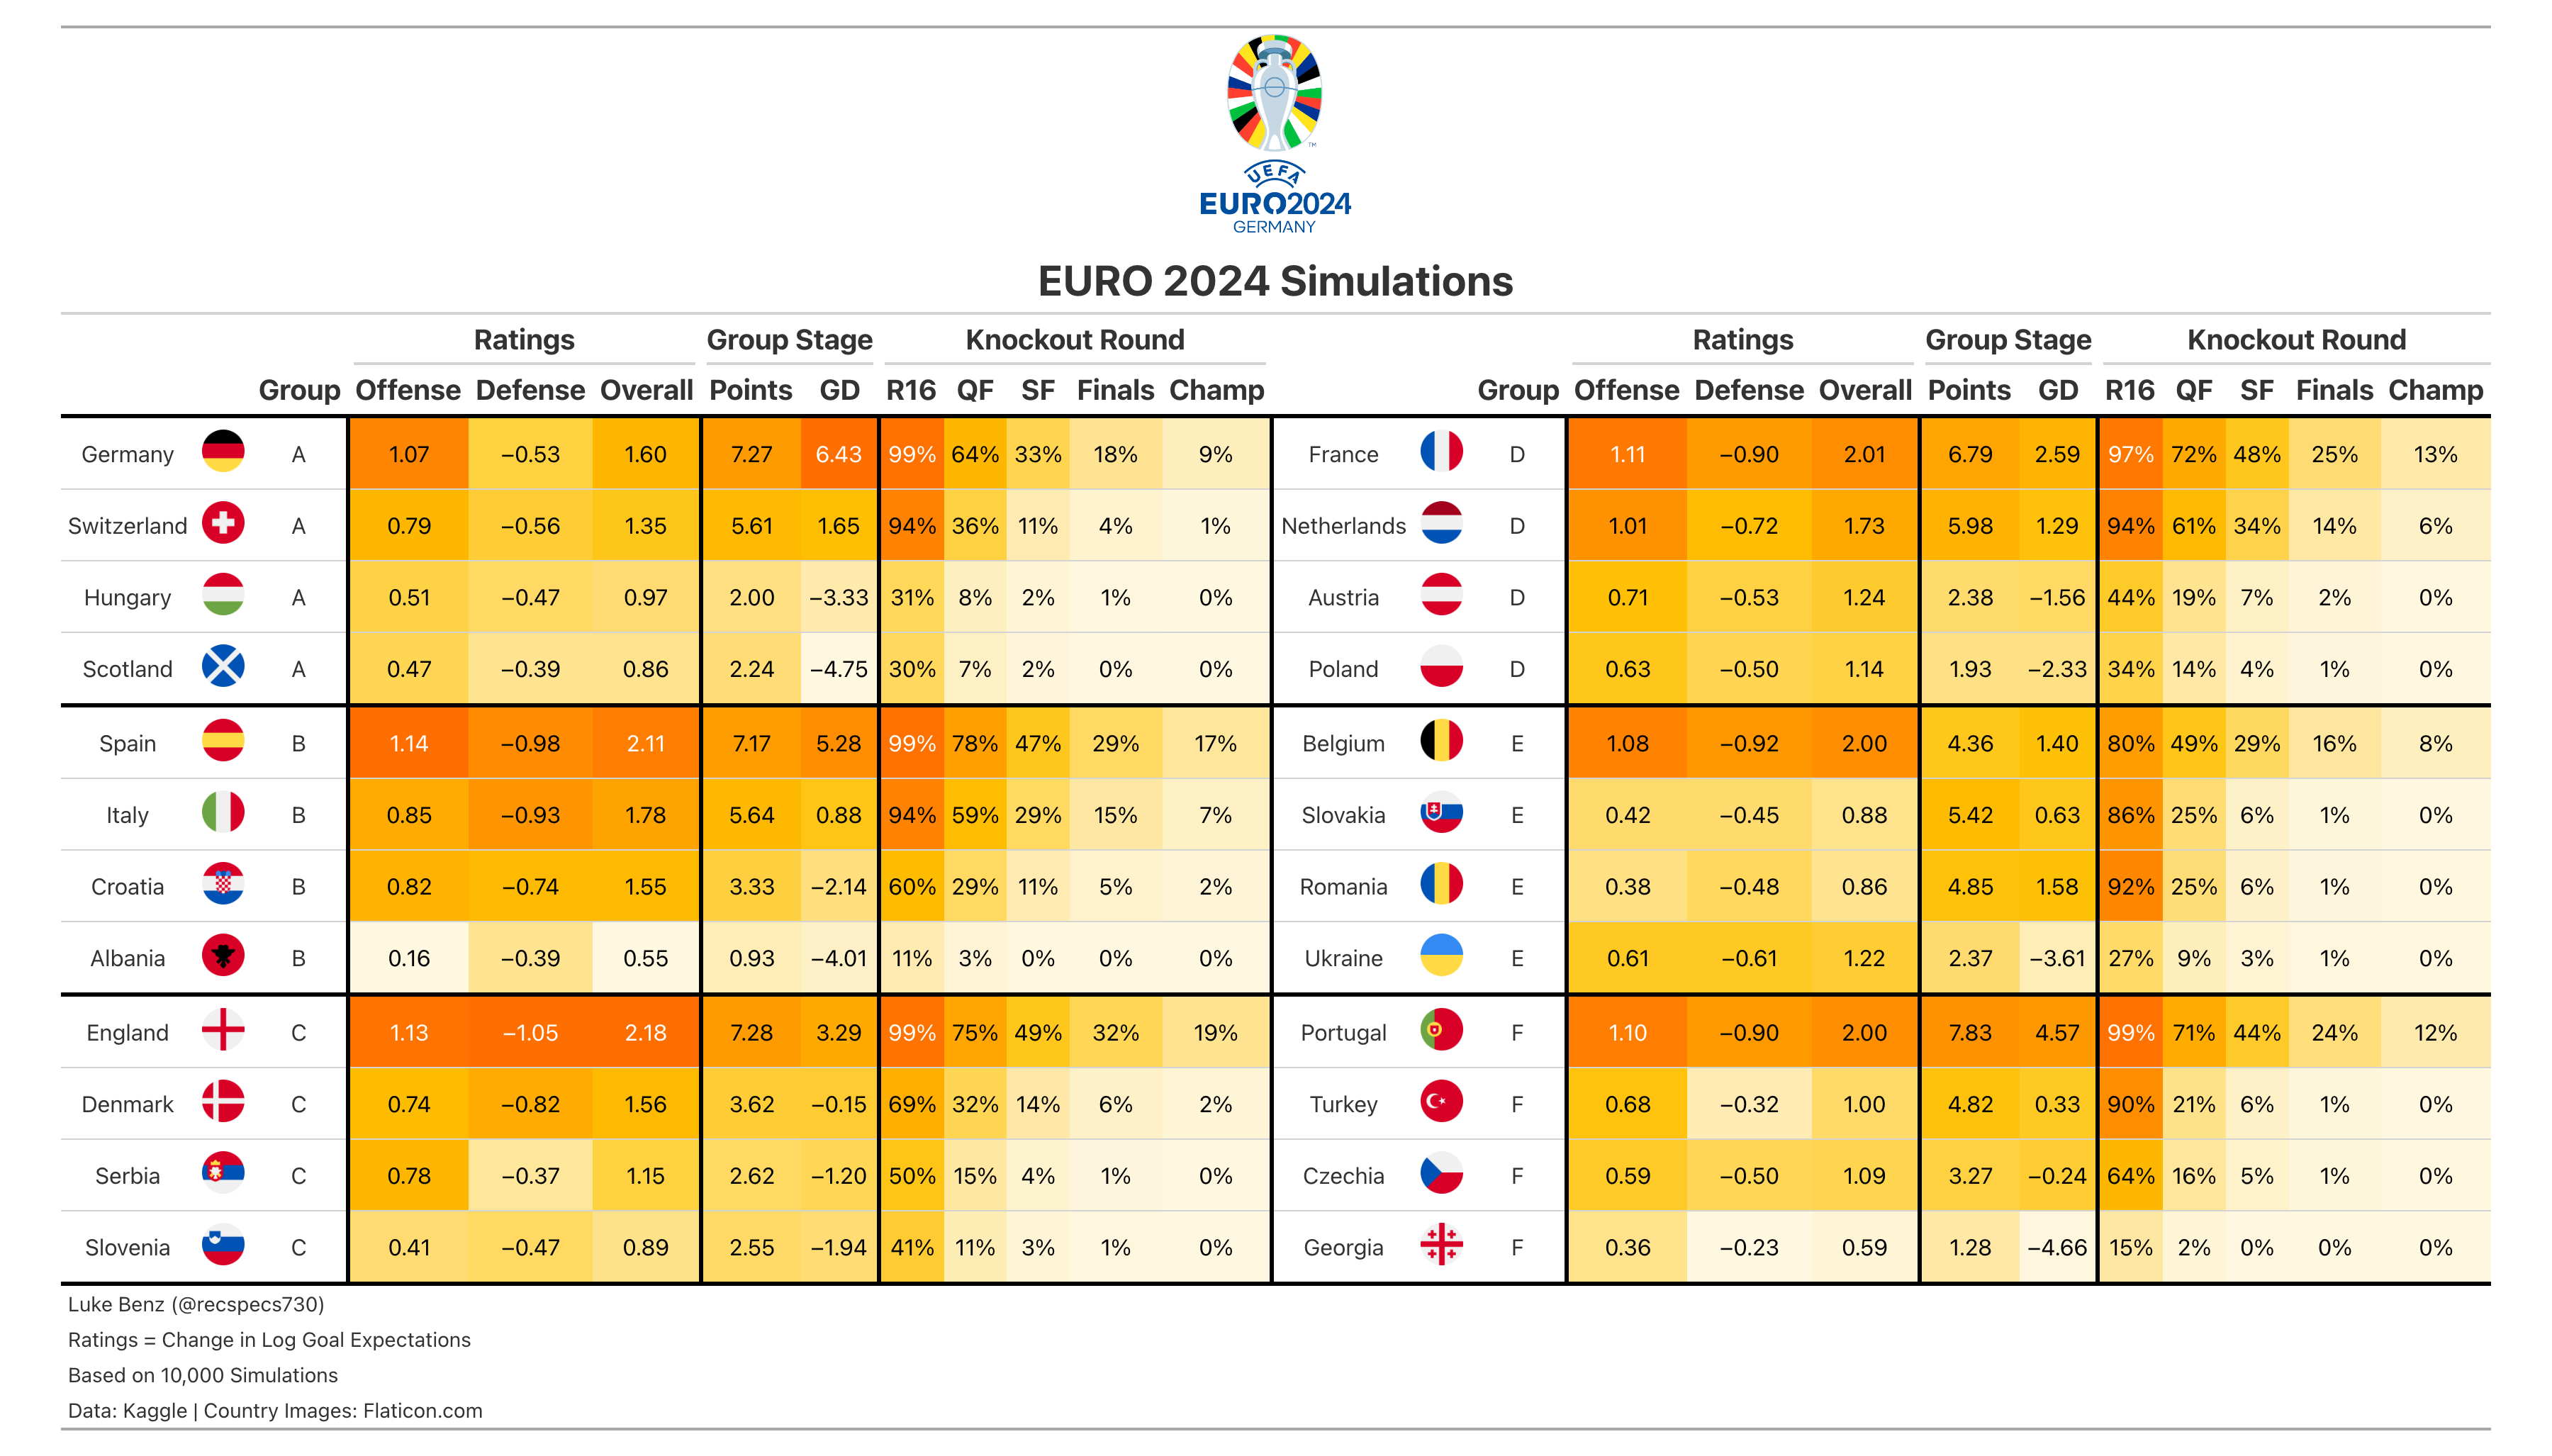 UEFA
EURO2024
GERMANY
™
EURO 2024 Simulations
Ratings Group Stage Knockout Round Ratings Group Stage Knockout Round
Group Offense Defense Overall Points GD R16 QF SF Finals Champ Group Offense Defense Overall Points GD R16 QF SF Finals Champ
Germany A 1.07 −0.53 1.60 7.27 6.43 99% 64% 33% 18% 9% France D 1.11 −0.90 2.01 6.79 2.59 97% 72% 48% 25% 13%
Switzerland A 0.79 −0.56 1.35 5.61 1.65 94% 36% 11% 4% 1% Netherlands D 1.01 −0.72 1.73 5.98 1.29 94% 61% 34% 14% 6%
Hungary A 0.51 −0.47 0.97 2.00 −3.33 31% 8% 2% 1% 0% Austria D 0.71 −0.53 1.24 2.38 −1.56 44% 19% 7% 2% 0%
Scotland A 0.47 −0.39 0.86 2.24 −4.75 30% 7% 2% 0% 0% Poland D 0.63 −0.50 1.14 1.93 −2.33 34% 14% 4% 1% 0%
Spain B 1.14 −0.98 2.11 7.17 5.28 99% 78% 47% 29% 17% Belgium E 1.08 −0.92 2.00 4.36 1.40 80% 49% 29% 16% 8%
Italy B 0.85 −0.93 1.78 5.64 0.88 94% 59% 29% 15% 7% Slovakia E 0.42 −0.45 0.88 5.42 0.63 86% 25% 6% 1% 0%
Croatia B 0.82 −0.74 1.55 3.33 −2.14 60% 29% 11% 5% 2% Romania E 0.38 −0.48 0.86 4.85 1.58 92% 25% 6% 1% 0%
Albania B 0.16 −0.39 0.55 0.93 −4.01 11% 3% 0% 0% 0% Ukraine E 0.61 −0.61 1.22 2.37 −3.61 27% 9% 3% 1% 0%
England C 1.13 −1.05 2.18 7.28 3.29 99% 75% 49% 32% 19% Portugal F 1.10 −0.90 2.00 7.83 4.57 99% 71% 44% 24% 12%
Denmark C 0.74 −0.82 1.56 3.62 −0.15 69% 32% 14% 6% 2% Turkey F 0.68 −0.32 1.00 4.82 0.33 90% 21% 6% 1% 0%
Serbia C 0.78 −0.37 1.15 2.62 −1.20 50% 15% 4% 1% 0% Czechia F 0.59 −0.50 1.09 3.27 −0.24 64% 16% 5% 1% 0%
Slovenia C 0.41 −0.47 0.89 2.55 −1.94 41% 11% 3% 1% 0% Georgia F 0.36 −0.23 0.59 1.28 −4.66 15% 2% 0% 0% 0%
Luke Benz (@recspecs730)
Ratings = Change in Log Goal Expectations
Based on 10,000 Simulations
Data: Kaggle | Country Images: Flaticon.com